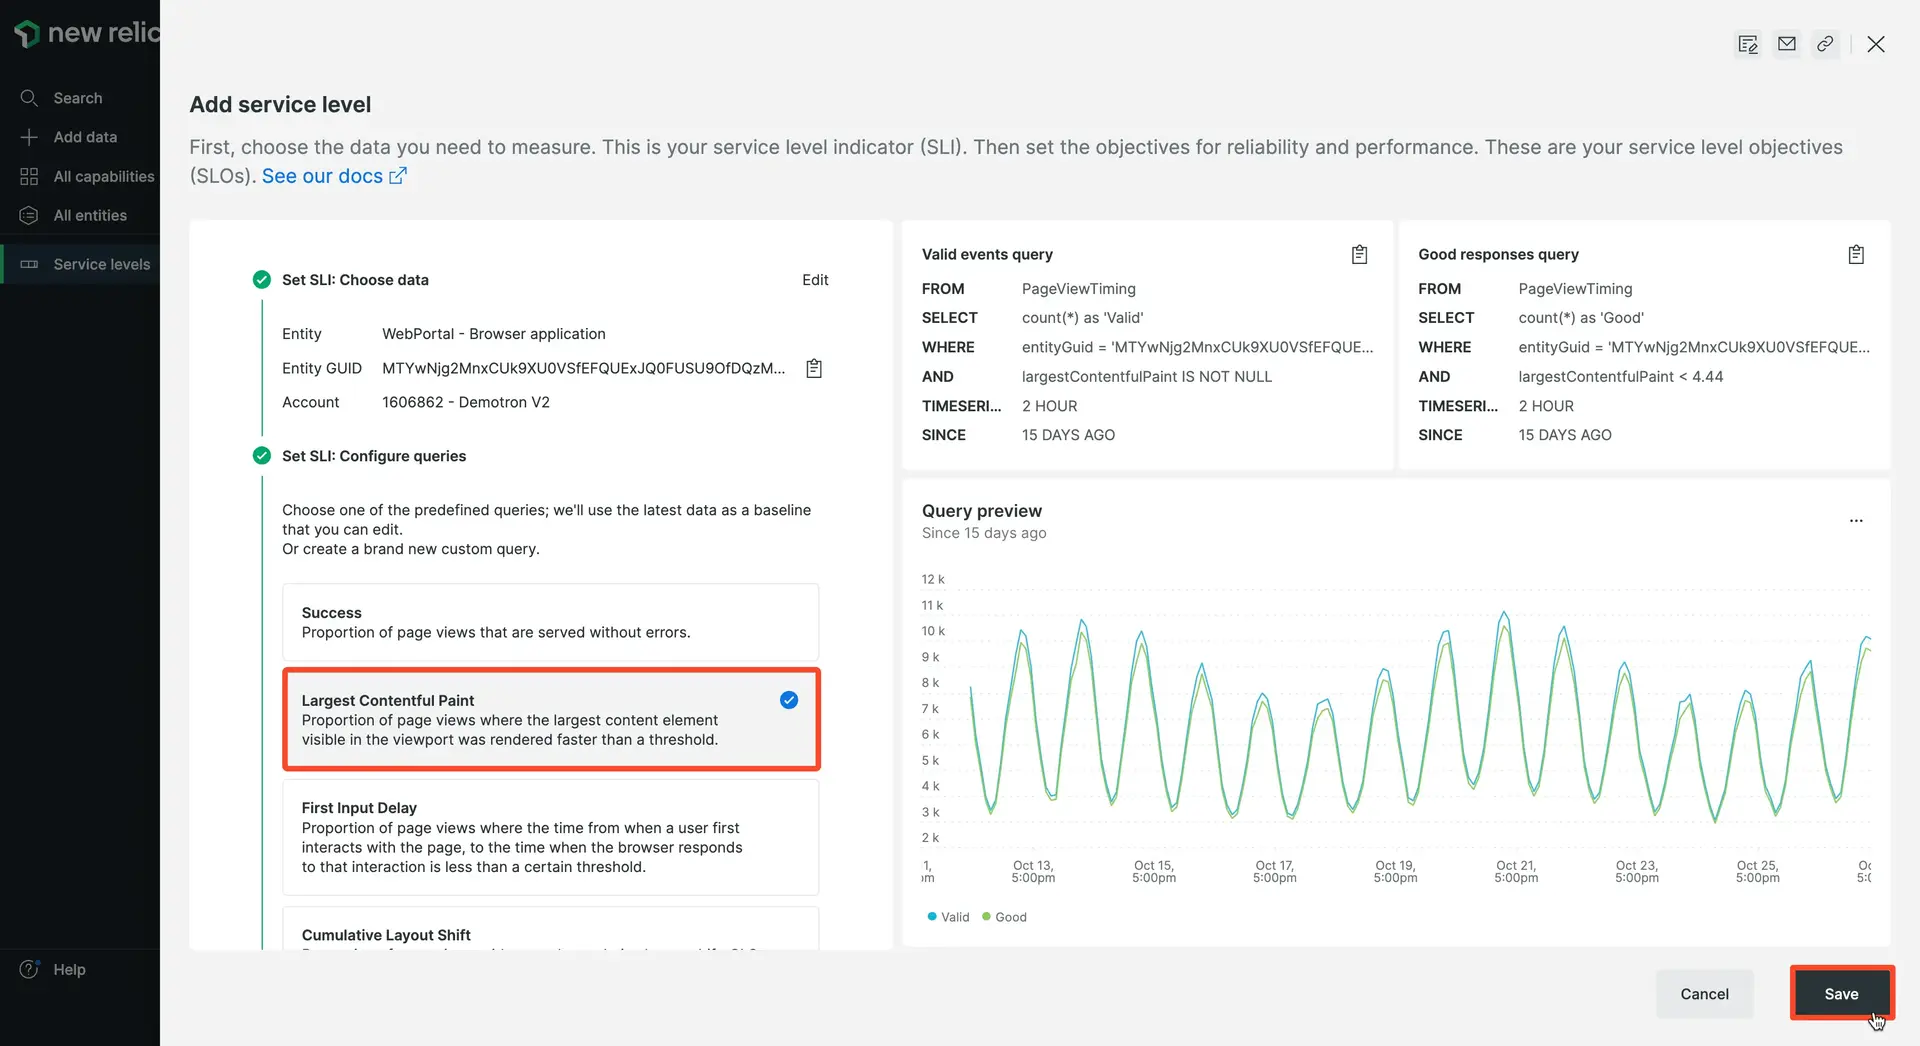 new relic
Search
Add data
All capabilities
All entities
Service levels
Help
Add service level
First, choose the data you need to measure. This is your service level indicator (SLI). Then set the objectives for reliability and performance. These are your service level objectives
(SLOs). See our docs
Set SLI: Choose data
Edit
Entity WebPortal - Browser application
Entity GUID MTYwNjg2MnxCUk9XU0VSfEFQUExJQ0FUSU9OfDQzM...
Account 1606862 - Demotron V2
Set SLI: Configure queries
Choose one of the predefined queries; we'll use the latest data as a baseline
that you can edit.
Or create a brand new custom query.
Success
Proportion of page views that are served without errors.
Largest Contentful Paint
Proportion of page views where the largest content element
visible in the viewport was rendered faster than a threshold.
First Input Delay
Proportion of page views where the time from when a user first
interacts with the page, to the time when the browser responds
to that interaction is less than a certain threshold.
Cumulative Layout Shift
Valid events query
FROM PageViewTiming
SELECT count(*) as 'Valid'
WHERE entityGuid = 'MTYwNjg2MnxCUk9XU0VSfEFQUE...
AND largestContentfulPaint IS NOT NULL
TIMESERI... 2 HOUR
SINCE 15 DAYS AGO
Good responses query
FROM PageViewTiming
SELECT count(*) as 'Good'
WHERE entityGuid = 'MTYwNjg2MnxCUk9XU0VSfEFQUE...
AND largestContentfulPaint < 4.44
TIMESERI... 2 HOUR
SINCE 15 DAYS AGO
Query preview
Since 15 days ago
...
12 k
11 k
10 k
9 k
8 k
7 k
6 k
5 k
4 k
3 k
2 k
1, Oct 13, Oct 15, Oct 17, Oct 19, Oct 21, Oct 23, Oct 25,
pm 5:00pm 5:00pm 5:00pm 5:00pm 5:00pm 5:00pm 5:00pm
Valid Good
Cancel
Save